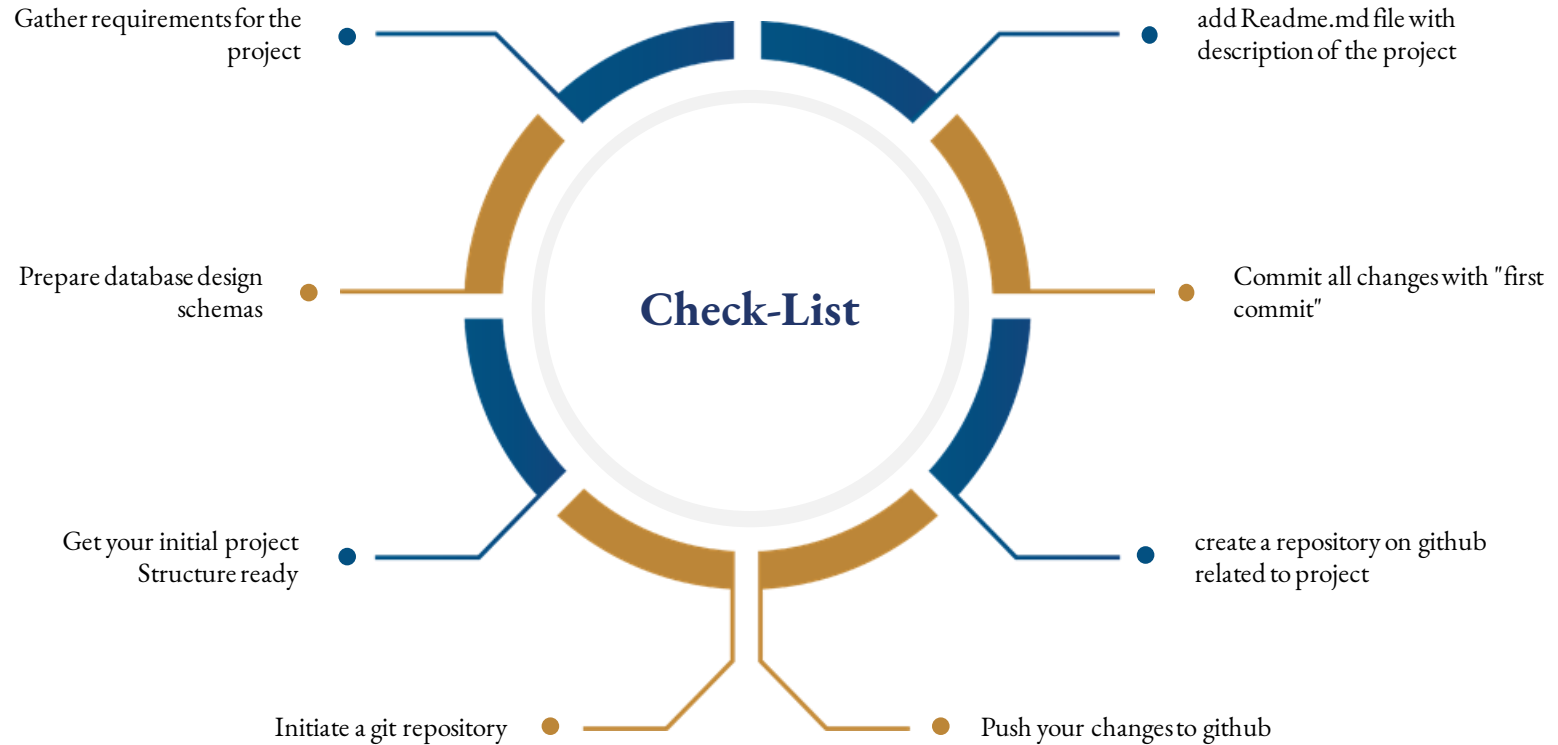 Gather requirements for the
project
Prepare database design
schemas
Get your initial project
Structure ready
Initiate a git repository
Check-List
add Readme.md file with
description of the project
Commit all changes with "first
commit"
create a repository on github
related to project
Push your changes to github